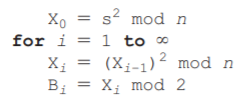 X₀ = s² mod n
for i = 1 to ∞
Xᵢ = (Xᵢ₋₁)² mod n
Bᵢ = Xᵢ mod 2